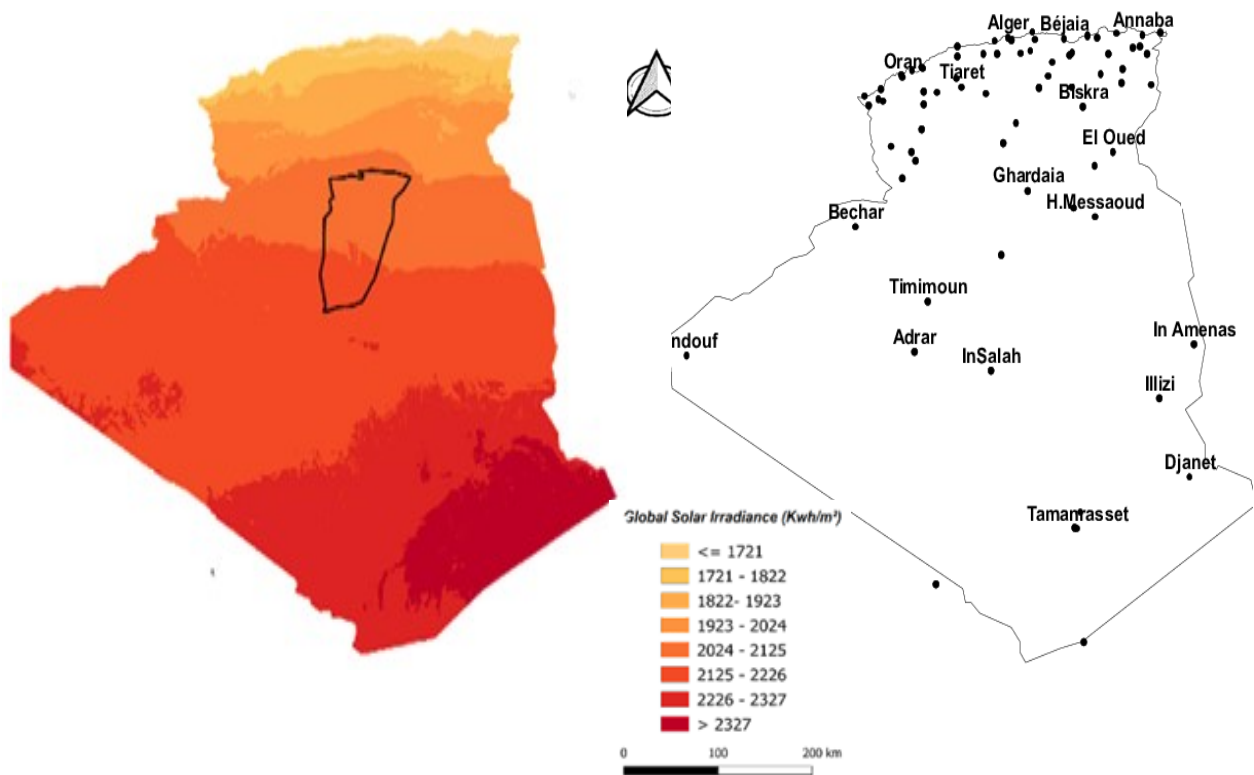 Alger Béjaia Annaba
Oran
Tiaret
Biskra
El Oued
Ghardaia
H.Messaoud
Bechar
Timimoun
Adrar
In Amenas
ndouf
InSalah
Illizi
Djanet
Tamanrasset
Global Solar Irradiance (Kwh/m²)
<= 1721
1721 - 1822
1822- 1923
1923 - 2024
2024 - 2125
2125 - 2226
2226 - 2327
> 2327
0 100 200 km